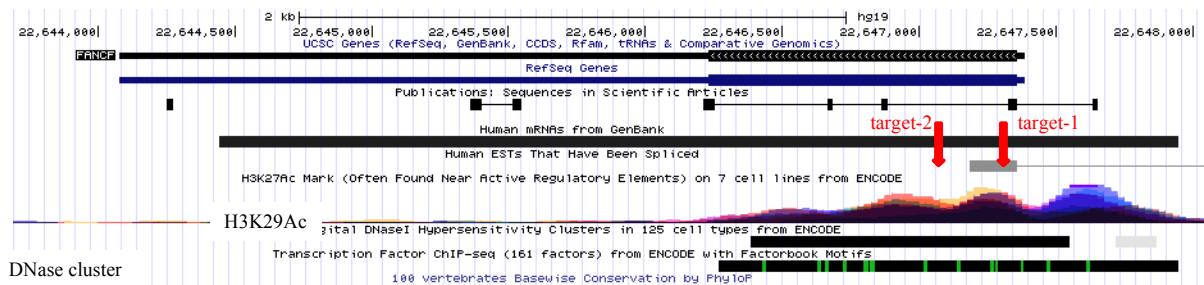 2 kb hg19
22,644,000 22,644,500 22,645,000 22,645,500 22,646,000 22,646,500 22,647,000 22,647,500 22,648,000
UCSC Genes (RefSeq, GenBank, CCDS, Rfam, tRNAs & Comparative Genomics)
FANCF
RefSeq Genes
Publications: Sequences in Scientific Articles
target-2 target-1
Human mRNAs from GenBank
Human ESTs That Have Been Spliced
H3K27Ac Mark (Often Found Near Active Regulatory Elements) on 7 cell lines from ENCODE
H3K29Ac
igital DNaseI Hypersensitivity Clusters in 125 cell types from ENCODE
Transcription Factor ChIP-seq (161 factors) from ENCODE with Factorbook Motifs
DNase cluster
100 vertebrates Basewise Conservation by PhyloP